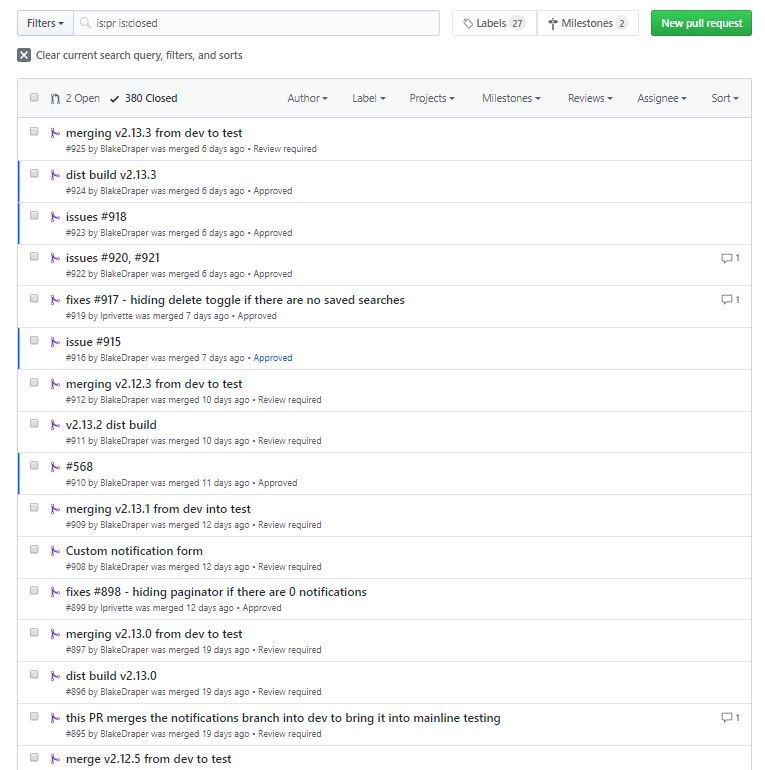 Filters is:pr is:closed Labels 27 Milestones 2 New pull request
Clear current search query, filters, and sorts
2 Open 380 Closed Author Label Projects Milestones Reviews Assignee Sort
merging v2.13.3 from dev to test
#925 by BlakeDraper was merged 6 days ago • Review required
dist build v2.13.3
#924 by BlakeDraper was merged 6 days ago • Approved
issues #918
#923 by BlakeDraper was merged 6 days ago • Approved
issues #920, #921 1
#922 by BlakeDraper was merged 6 days ago • Approved
fixes #917 - hiding delete toggle if there are no saved searches 1
#919 by lprivette was merged 7 days ago • Approved
issue #915
#916 by BlakeDraper was merged 7 days ago • Approved
merging v2.12.3 from dev to test
#912 by BlakeDraper was merged 10 days ago • Review required
v2.13.2 dist build
#911 by BlakeDraper was merged 10 days ago • Review required
#568
#910 by BlakeDraper was merged 11 days ago • Approved
merging v2.13.1 from dev into test
#909 by BlakeDraper was merged 12 days ago • Review required
Custom notification form
#908 by BlakeDraper was merged 12 days ago • Review required
fixes #898 - hiding paginator if there are 0 notifications
#899 by lprivette was merged 12 days ago • Approved
merging v2.13.0 from dev to test
#897 by BlakeDraper was merged 19 days ago • Review required
dist build v2.13.0
#896 by BlakeDraper was merged 19 days ago • Review required
this PR merges the notifications branch into dev to bring it into mainline testing 1
#895 by BlakeDraper was merged 19 days ago • Review required
merge v2.12.5 from dev to test